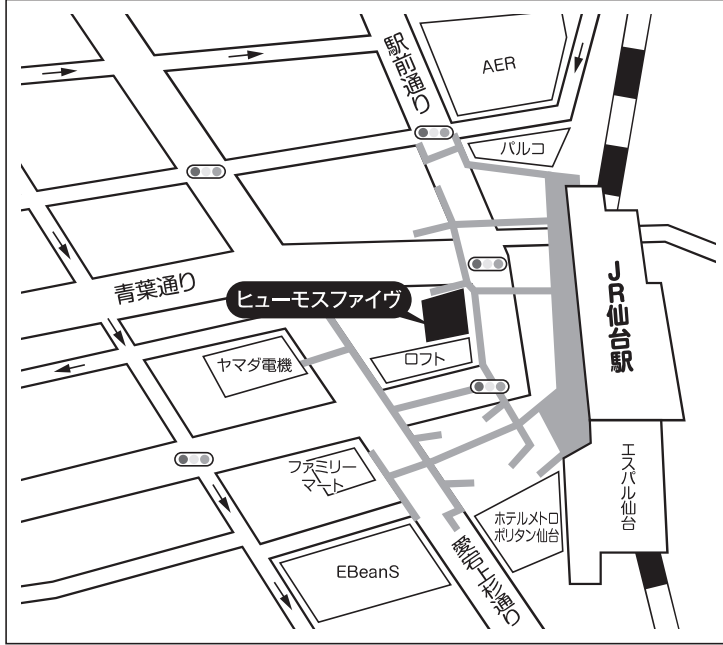 駅前通り
AER
パルコ
青葉通り
ヒューモスファイヴ
JR仙台駅
ヤマダ電機
ロフト
ファミリー
マート
エスパル仙台
ホテルメトロ
ポリタン仙台
EBeanS
愛宕上杉通り